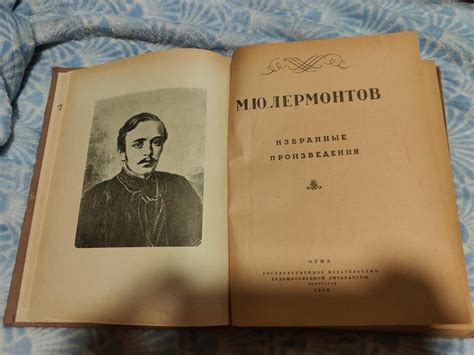 М.Ю. ЛЕРМОНТОВ
ИЗБРАННЫЕ
ПРОИЗВЕДЕНИЯ
ОГИЗ
ГОСУДАРСТВЕННОЕ ИЗДАТЕЛЬСТВО
ХУДОЖЕСТВЕННОЙ ЛИТЕРАТУРЫ